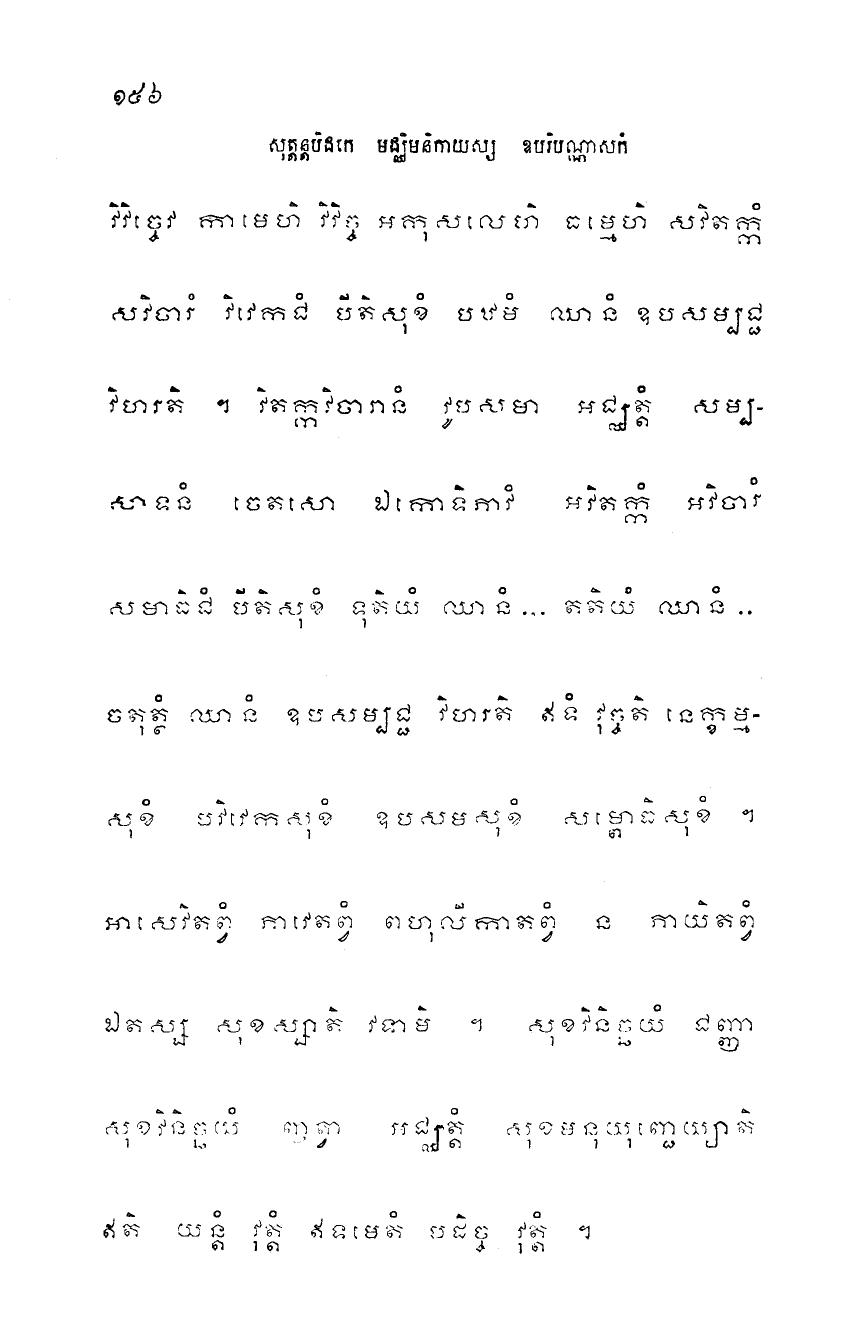 ១៥៦
សុត្តន្តបិដកេ មជ្ឈិមនិកាយស្ស ឧបរិបណ្ណាសកំ
វិវិច្ចេវ កាមេហិ វិវិច្ច អកុសលេហិ ធម្មេហិ សវិតក្កំ
សវិចារំ វិវេកជំ បីតិសុខំ បឋមំ ឈានំ ឧបសម្បជ្ជ
វិហរតិ ។ វិតក្កវិចារានំ វូបសមា អជ្ឈត្តំ សម្ប-
សាទនំ ចេតសោ ឯកោទិភាវំ អវិតក្កំ អវិចារំ
សមាធិជំ បីតិសុខំ ទុតិយំ ឈានំ... តតិយំ ឈានំ..
ចតុត្ថំ ឈានំ ឧបសម្បជ្ជ វិហរតិ ឥទំ វុច្ចតិ នេក្ខម្ម-
សុខំ បវិវេកសុខំ ឧបសមសុខំ សម្ពោធិសុខំ ។
អាសេវិតព្វំ ភាវេតព្វំ ពហុលីកាតព្វំ ន ភាយិតព្វំ
ឯតស្ស សុខស្សាតិ វទាមិ ។ សុខវិនិច្ឆយំ ជញ្ញា
សុខវិនិច្ឆយំ ញត្វា អជ្ឈត្តំ សុខមនុយុញ្ជេយ្យាតិ
ឥតិ យន្តំ វុត្តំ ឥទមេតំ បដិច្ច វុត្តំ ។